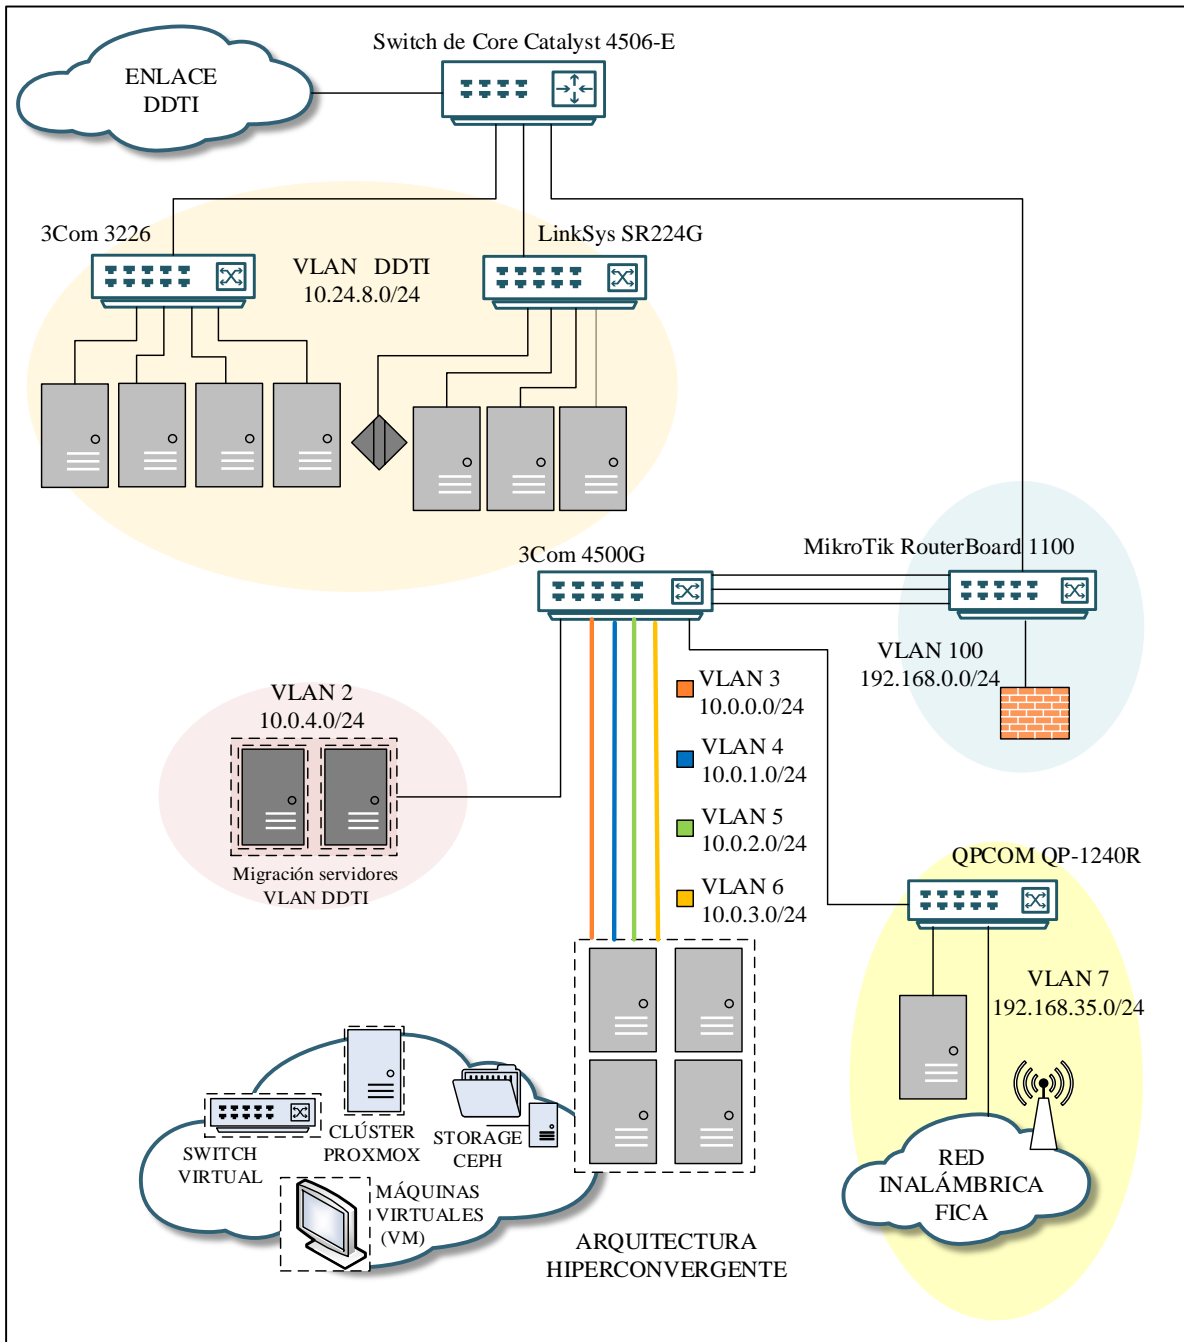 Switch de Core Catalyst 4506-E
ENLACE
DDTI
3Com 3226
LinkSys SR224G
VLAN DDTI
10.24.8.0/24
3Com 4500G
MikroTik RouterBoard 1100
VLAN 100
192.168.0.0/24
VLAN 2
10.0.4.0/24
Migración servidores
VLAN DDTI
VLAN 3
10.0.0.0/24
VLAN 4
10.0.1.0/24
VLAN 5
10.0.2.0/24
VLAN 6
10.0.3.0/24
QPCOM QP-1240R
VLAN 7
192.168.35.0/24
SWITCH
VIRTUAL
CLÚSTER
PROXMOX
STORAGE
CEPH
MÁQUINAS
VIRTUALES
(VM)
ARQUITECTURA
HIPERCONVERGENTE
RED
INALÁMBRICA
FICA